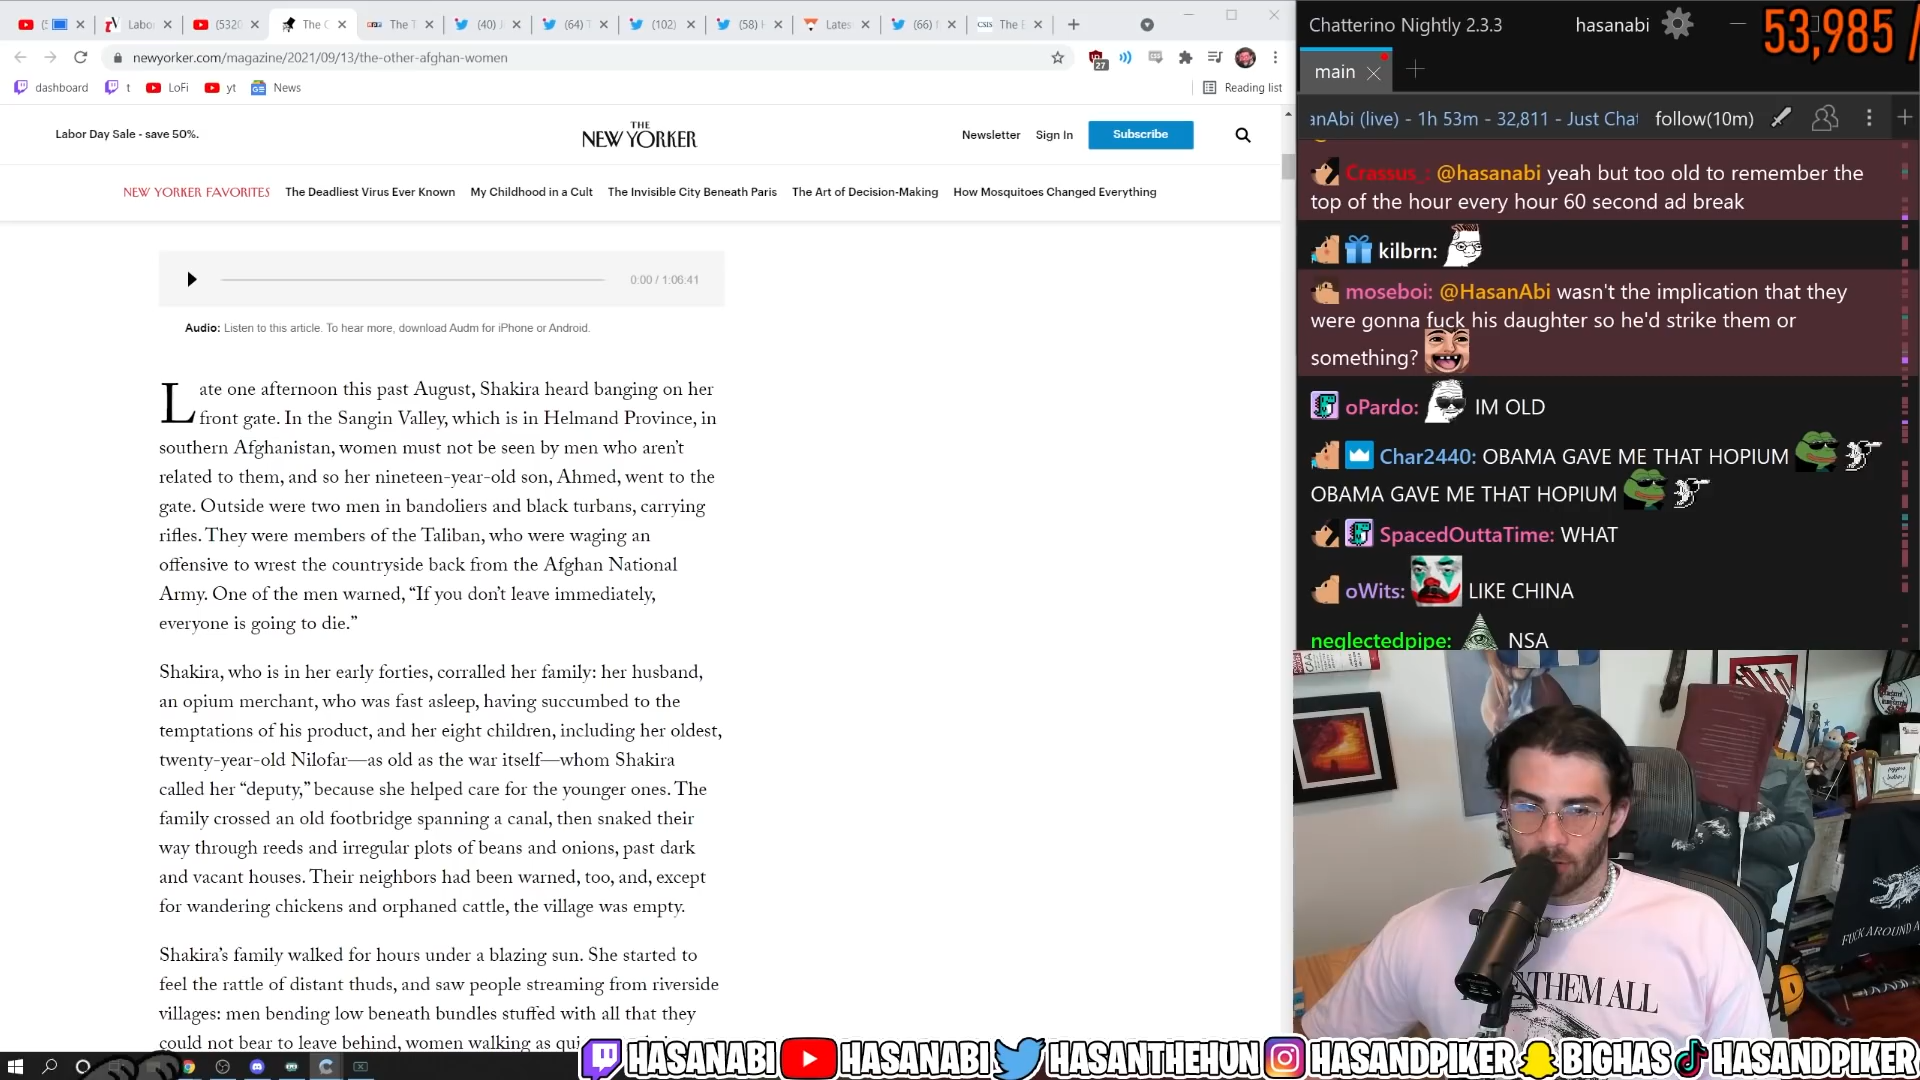 (5
Labor
(532(
The C
The T
(40) J
(64) T
(102)
(58) H
Latest
(66) t
The E
newyorker.com/magazine/2021/09/13/the-other-afghan-women
27
dashboard
t
LoFi
yt
News
Reading list
Labor Day Sale - save 50%.
THE
NEW YORKER
Newsletter
Sign In
Subscribe
NEW YORKER FAVORITES
The Deadliest Virus Ever Known
My Childhood in a Cult
The Invisible City Beneath Paris
The Art of Decision-Making
How Mosquitoes Changed Everything
0:00 / 1:06:41
Audio: Listen to this article. To hear more, download Audm for iPhone or Android.
Late one afternoon this past August, Shakira heard banging on her
front gate. In the Sangin Valley, which is in Helmand Province, in
southern Afghanistan, women must not be seen by men who aren’t
related to them, and so her nineteen-year-old son, Ahmed, went to the
gate. Outside were two men in bandoliers and black turbans, carrying
rifles. They were members of the Taliban, who were waging an
offensive to wrest the countryside back from the Afghan National
Army. One of the men warned, “If you don’t leave immediately,
everyone is going to die.”
Shakira, who is in her early forties, corralled her family: her husband,
an opium merchant, who was fast asleep, having succumbed to the
temptations of his product, and her eight children, including her oldest,
twenty-year-old Nilofar—as old as the war itself—whom Shakira
called her “deputy,” because she helped care for the younger ones. The
family crossed an old footbridge spanning a canal, then snaked their
way through reeds and irregular plots of beans and onions, past dark
and vacant houses. Their neighbors had been warned, too, and, except
for wandering chickens and orphaned cattle, the village was empty.
Shakira’s family walked for hours under a blazing sun. She started to
feel the rattle of distant thuds, and saw people streaming from riverside
villages: men bending low beneath bundles stuffed with all that they
could not bear to leave behind, women walking as qui
Chatterino Nightly 2.3.3
hasanabi
53,985 /
main
anAbi (live) - 1h 53m - 32,811 - Just Chat
follow(10m)
Crassus_: @hasanabi yeah but too old to remember the
top of the hour every hour 60 second ad break
kilbrn:
moseboi: @HasanAbi wasn't the implication that they
were gonna fuck his daughter so he'd strike them or
something?
oPardo: IM OLD
Char2440: OBAMA GAVE ME THAT HOPIUM
OBAMA GAVE ME THAT HOPIUM
SpacedOuttaTime: WHAT
oWits: LIKE CHINA
neglectedpipe: NSA
THEM ALL
FUCK AROUND A
HASANABI HASANABI HASANTHEHUN HASANDPIKER BIGHAS HASANDPIKER